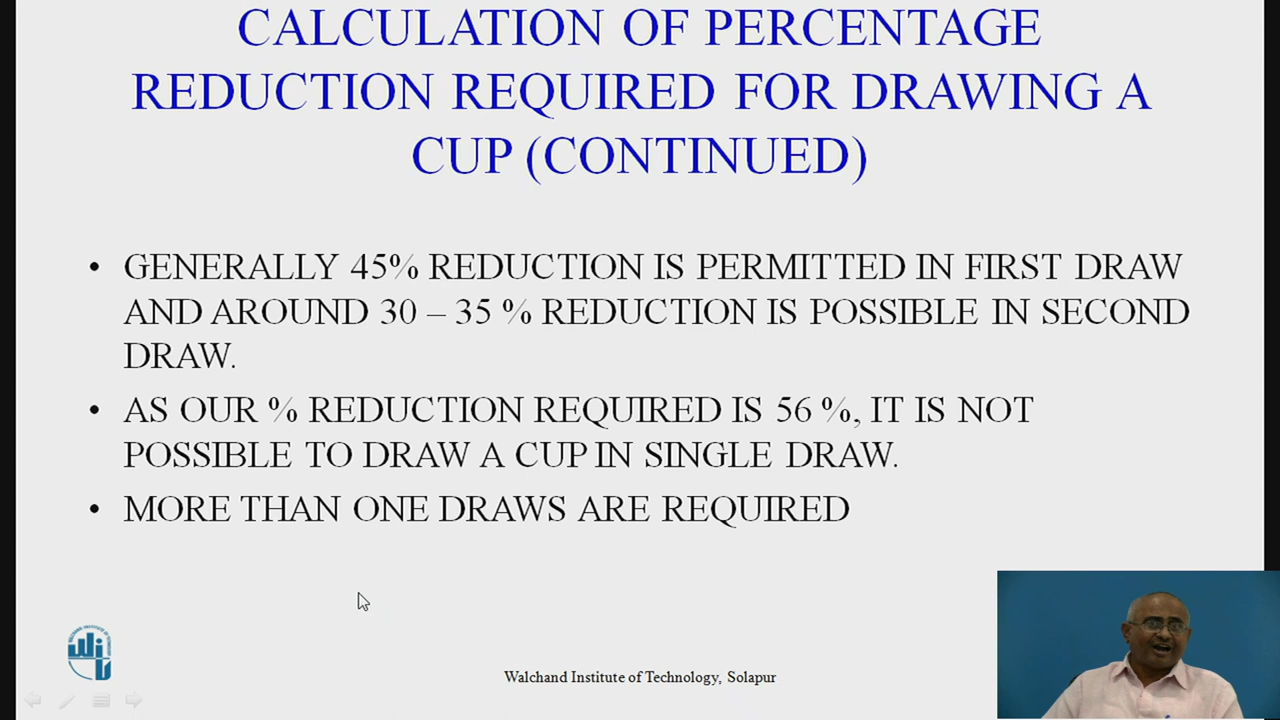 CALCULATION OF PERCENTAGE
REDUCTION REQUIRED FOR DRAWING A
CUP (CONTINUED)
• GENERALLY 45% REDUCTION IS PERMITTED IN FIRST DRAW
AND AROUND 30 – 35 % REDUCTION IS POSSIBLE IN SECOND
DRAW.
• AS OUR % REDUCTION REQUIRED IS 56 %, IT IS NOT
POSSIBLE TO DRAW A CUP IN SINGLE DRAW.
• MORE THAN ONE DRAWS ARE REQUIRED
Walchand Institute of Technology, Solapur